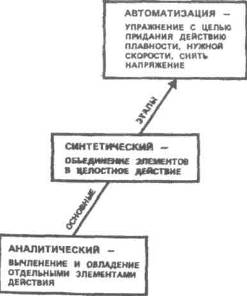 АВТОМАТИЗАЦИЯ —
УПРАЖНЕНИЕ С ЦЕЛЬЮ
ПРИДАНИЯ ДЕЙСТВИЮ
ПЛАВНОСТИ, НУЖНОЙ
СКОРОСТИ, СНЯТЬ
НАПРЯЖЕНИЕ
ЭТАПЫ
СИНТЕТИЧЕСКИЙ —
ОБЪЕДИНЕНИЕ ЭЛЕМЕНТОВ
В ЦЕЛОСТНОЕ ДЕЙСТВИЕ
ОСНОВНЫЕ
АНАЛИТИЧЕСКИЙ —
ВЫЧЛЕНЕНИЕ И ОВЛАДЕНИЕ
ОТДЕЛЬНЫМИ ЭЛЕМЕНТАМИ
ДЕЙСТВИЯ